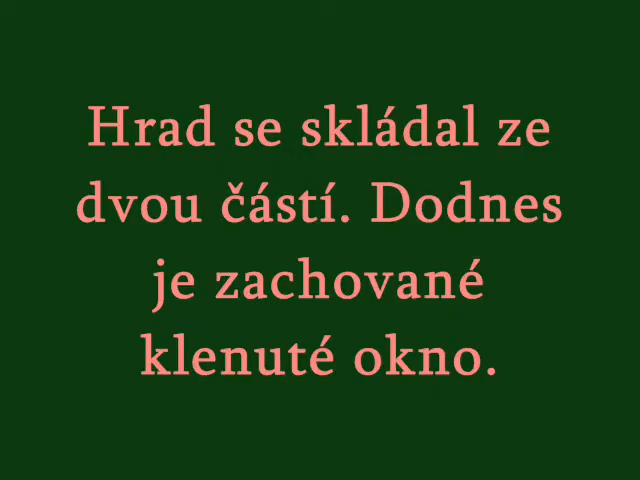 Hrad se skládal ze
dvou částí. Dodnes
je zachované
klenuté okno.